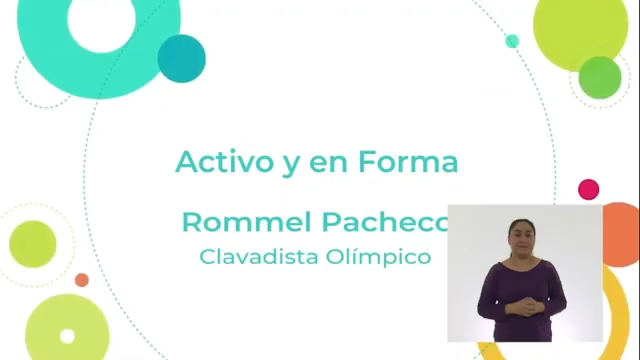 Activo y en Forma
Rommel Pacheco
Clavadista Olímpico